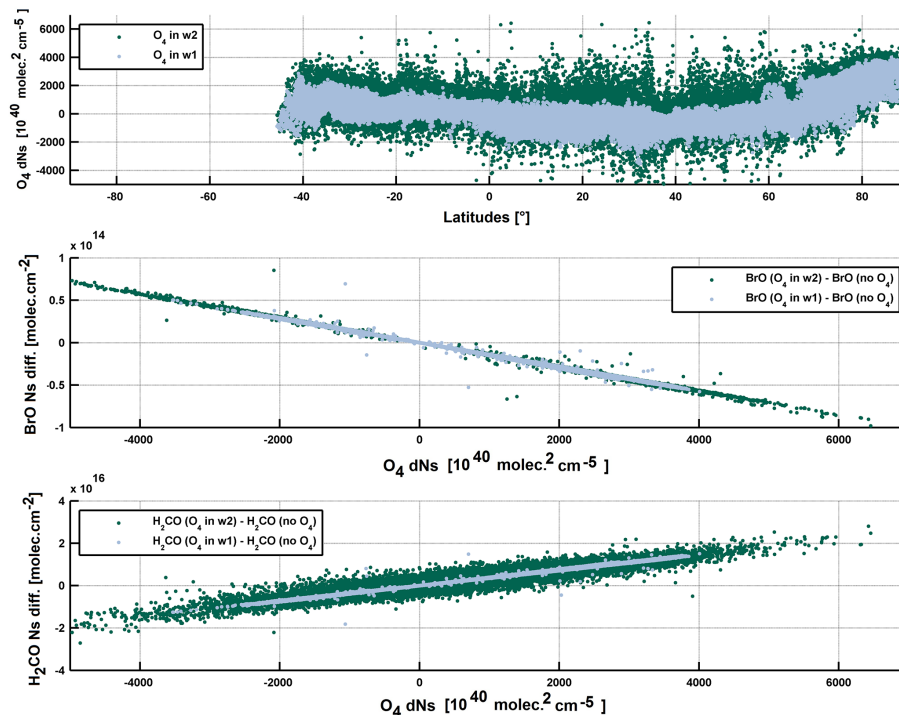 O4 in w2
O4 in w1
O4 dNs [10^40 molec.^2 cm-5]
6000
4000
2000
0
-2000
-4000
-80 -60 -40 -20 0 20 40 60 80
Latitudes [°]
x 10^14
BrO (O4 in w2) - BrO (no O4)
BrO (O4 in w1) - BrO (no O4)
BrO Ns diff. [molec.cm-2]
1
0.5
0
-0.5
-1
-4000 -2000 0 2000 4000 6000
O4 dNs [10^40 molec.^2 cm-5 ]
x 10^16
H2CO (O4 in w2) - H2CO (no O4)
H2CO (O4 in w1) - H2CO (no O4)
H2CO Ns diff. [molec.cm-2]
4
2
0
-2
-4
-4000 -2000 0 2000 4000 6000
O4 dNs [10^40 molec.^2 cm-5 ]